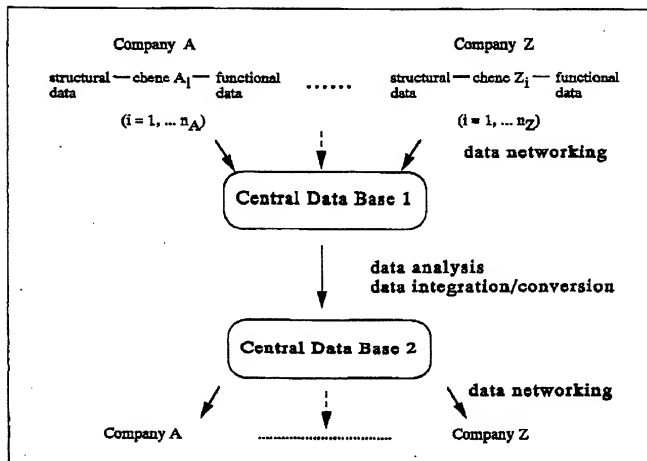 Company A Company Z
structural — chene A_i — functional ...... structural — chene Z_i — functional
data data data data
(i = 1, ... n_A) (i = 1, ... n_Z)
data networking
Central Data Base 1
data analysis
data integration/conversion
Central Data Base 2
data networking
Company A ........................ Company Z